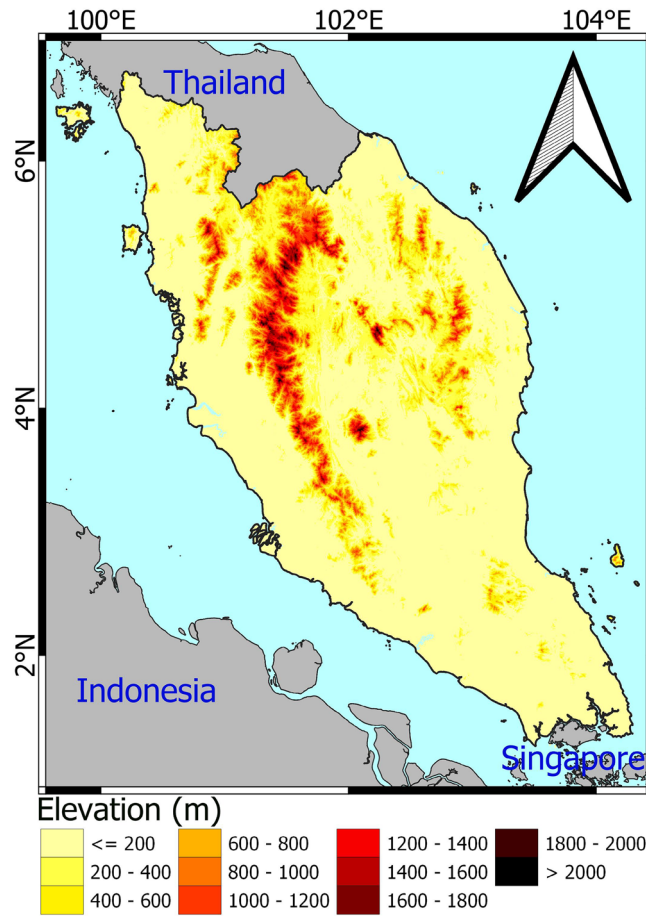 100°E 102°E 104°E
Thailand
6°N
4°N
2°N
Indonesia
Singapore
Elevation (m)
<= 200 600 - 800 1200 - 1400 1800 - 2000
200 - 400 800 - 1000 1400 - 1600 > 2000
400 - 600 1000 - 1200 1600 - 1800